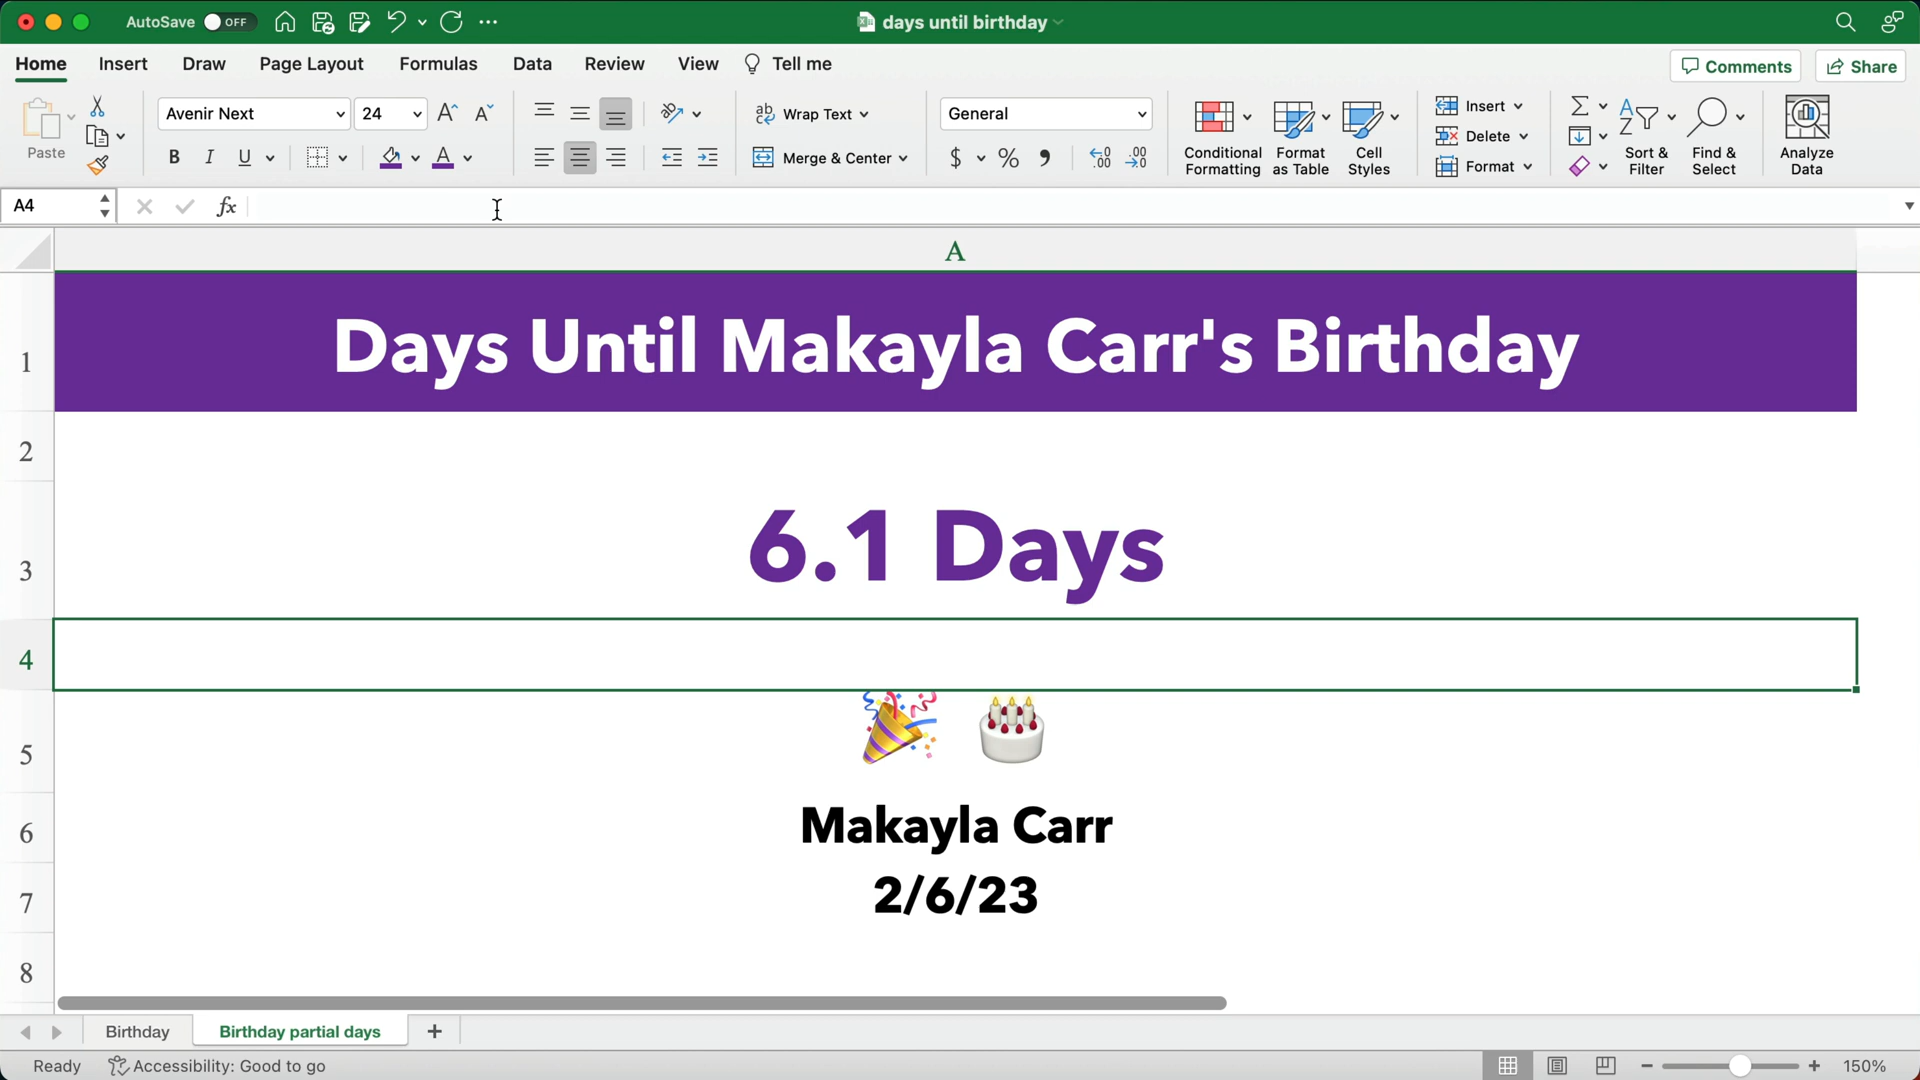 AutoSave OFF
days until birthday
Home Insert Draw Page Layout Formulas Data Review View Tell me Comments Share
Paste
Avenir Next 24
Wrap Text
General
Merge & Center
$ % ,
Conditional Formatting
Format as Table
Cell Styles
Insert
Delete
Format
Sort & Filter
Find & Select
Analyze Data
A4 fx
A
1 Days Until Makayla Carr's Birthday
2
3 6.1 Days
4
5
6 Makayla Carr
7 2/6/23
8
Birthday Birthday partial days +
Ready Accessibility: Good to go 150%